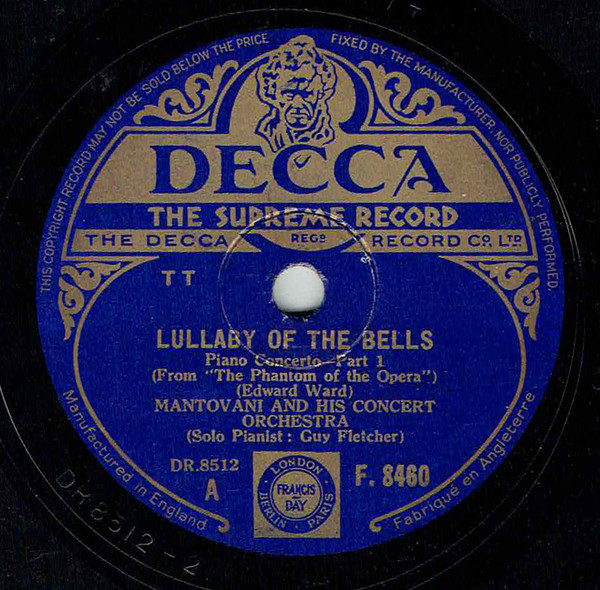 THIS COPYRIGHT RECORD MAY NOT BE SOLD BELOW THE PRICE FIXED BY THE MANUFACTURER, NOR PUBLICLY PERFORMED.
DECCA
THE SUPREME RECORD
THE DECCA REGD RECORD CO, LTD.
TT
LULLABY OF THE BELLS
Piano Concerto—Part 1
(From "The Phantom of the Opera")
(Edward Ward)
MANTOVANI AND HIS CONCERT
ORCHESTRA
(Solo Pianist : Guy Fletcher)
DR.8512
A
LONDON
FRANCIS
DAY
BERLIN PARIS
F. 8460
Manufactured in England
Fabriqué en Angleterre
DR8512-2